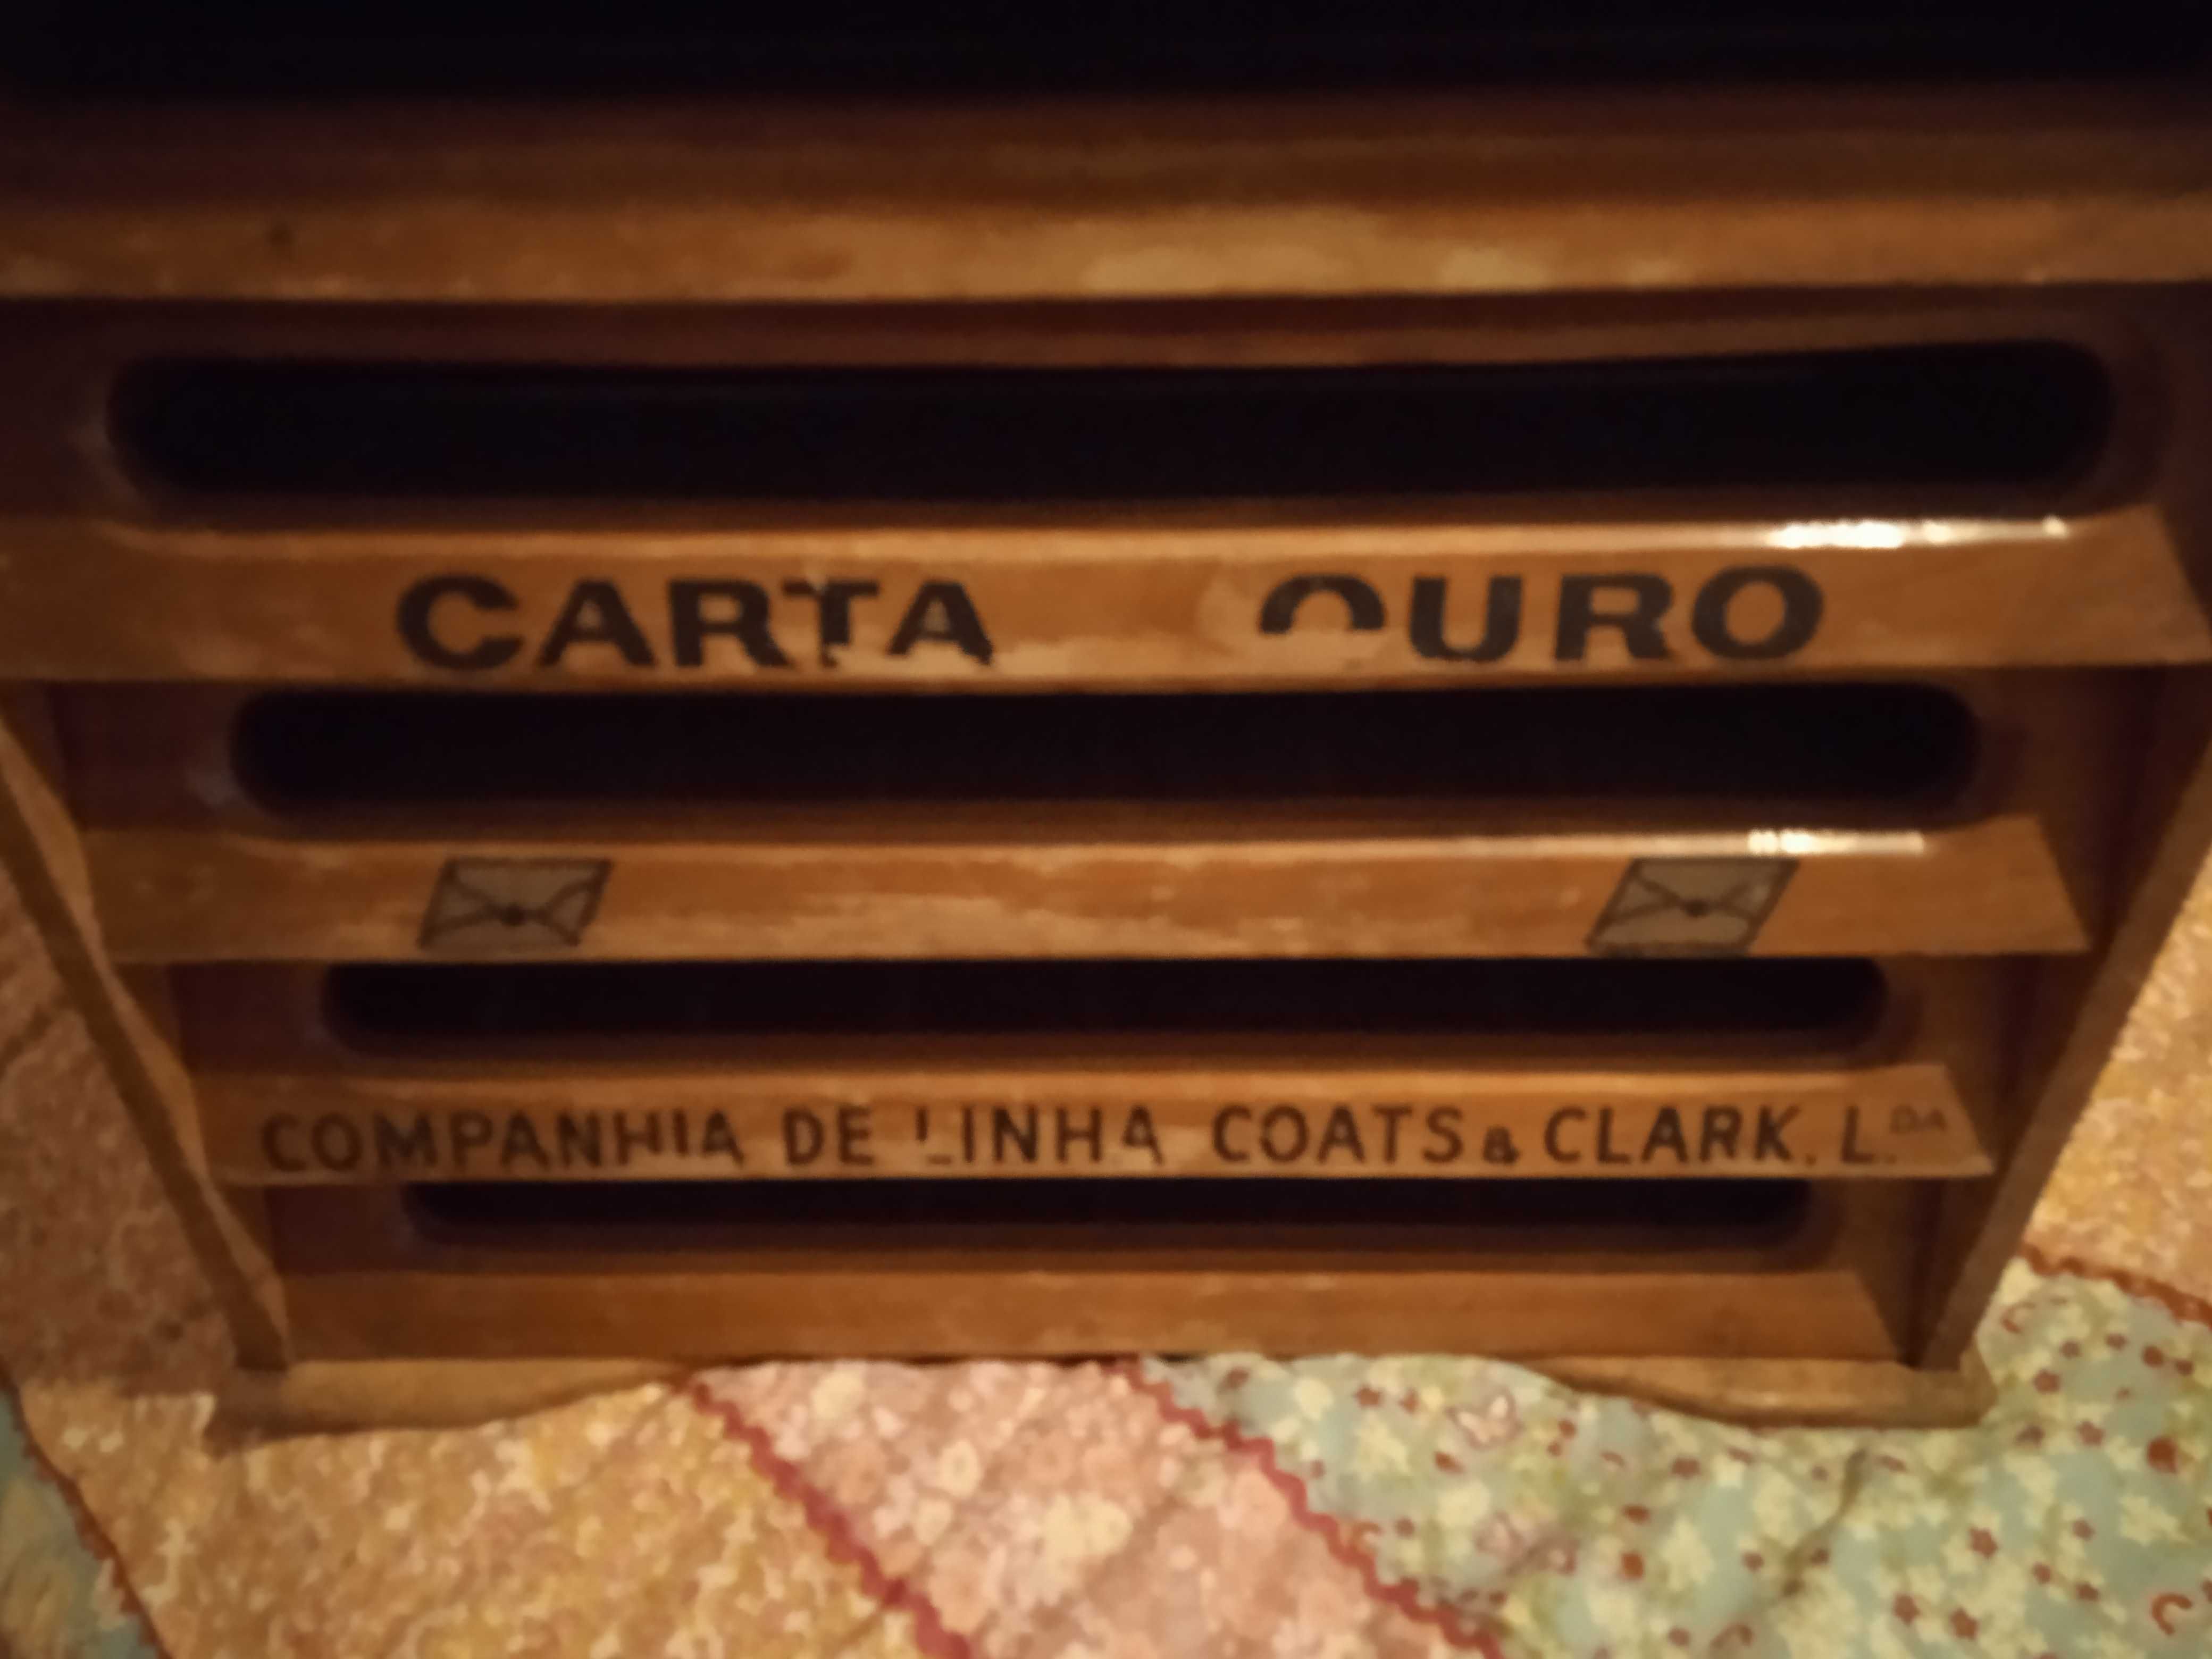 CARTA OURO
COMPANHIA DE LINHA COATS & CLARK. L.DA